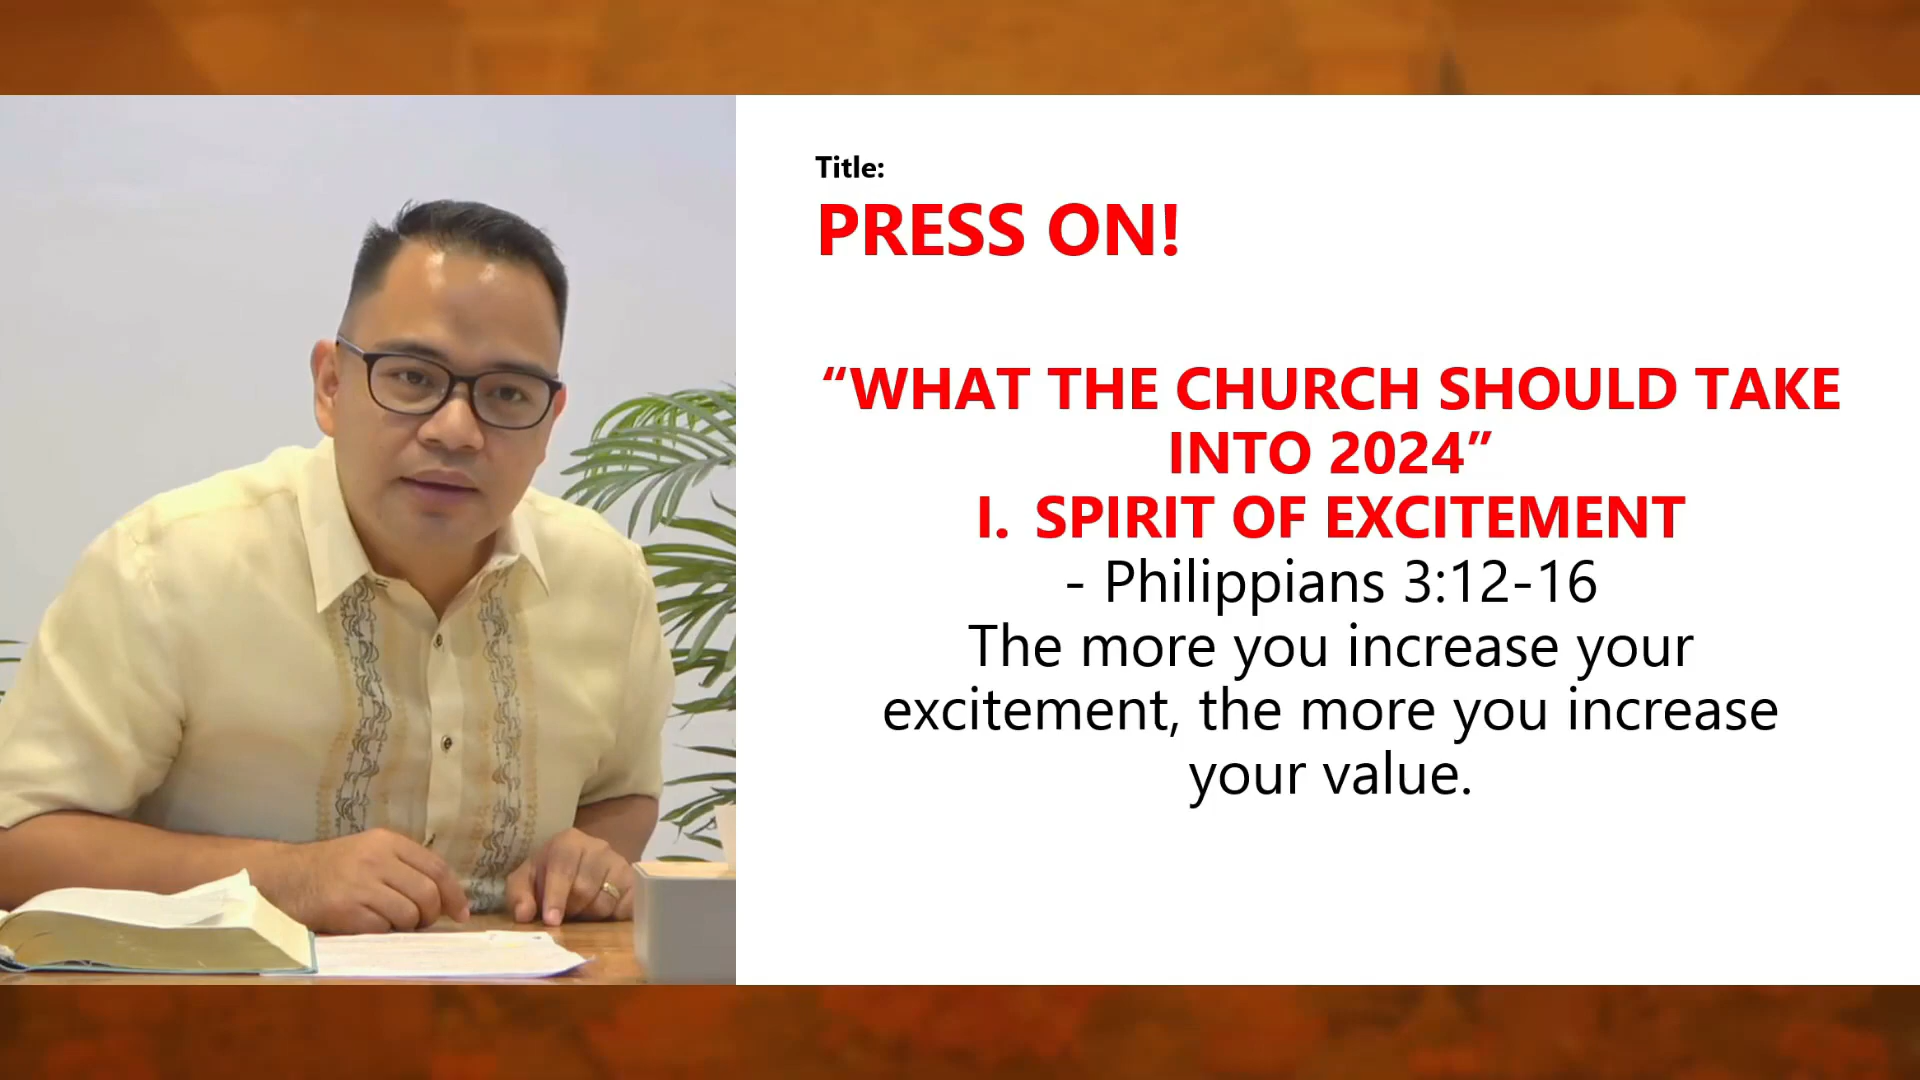 Title:
PRESS ON!
“WHAT THE CHURCH SHOULD TAKE
INTO 2024”
I. SPIRIT OF EXCITEMENT
- Philippians 3:12-16
The more you increase your
excitement, the more you increase
your value.